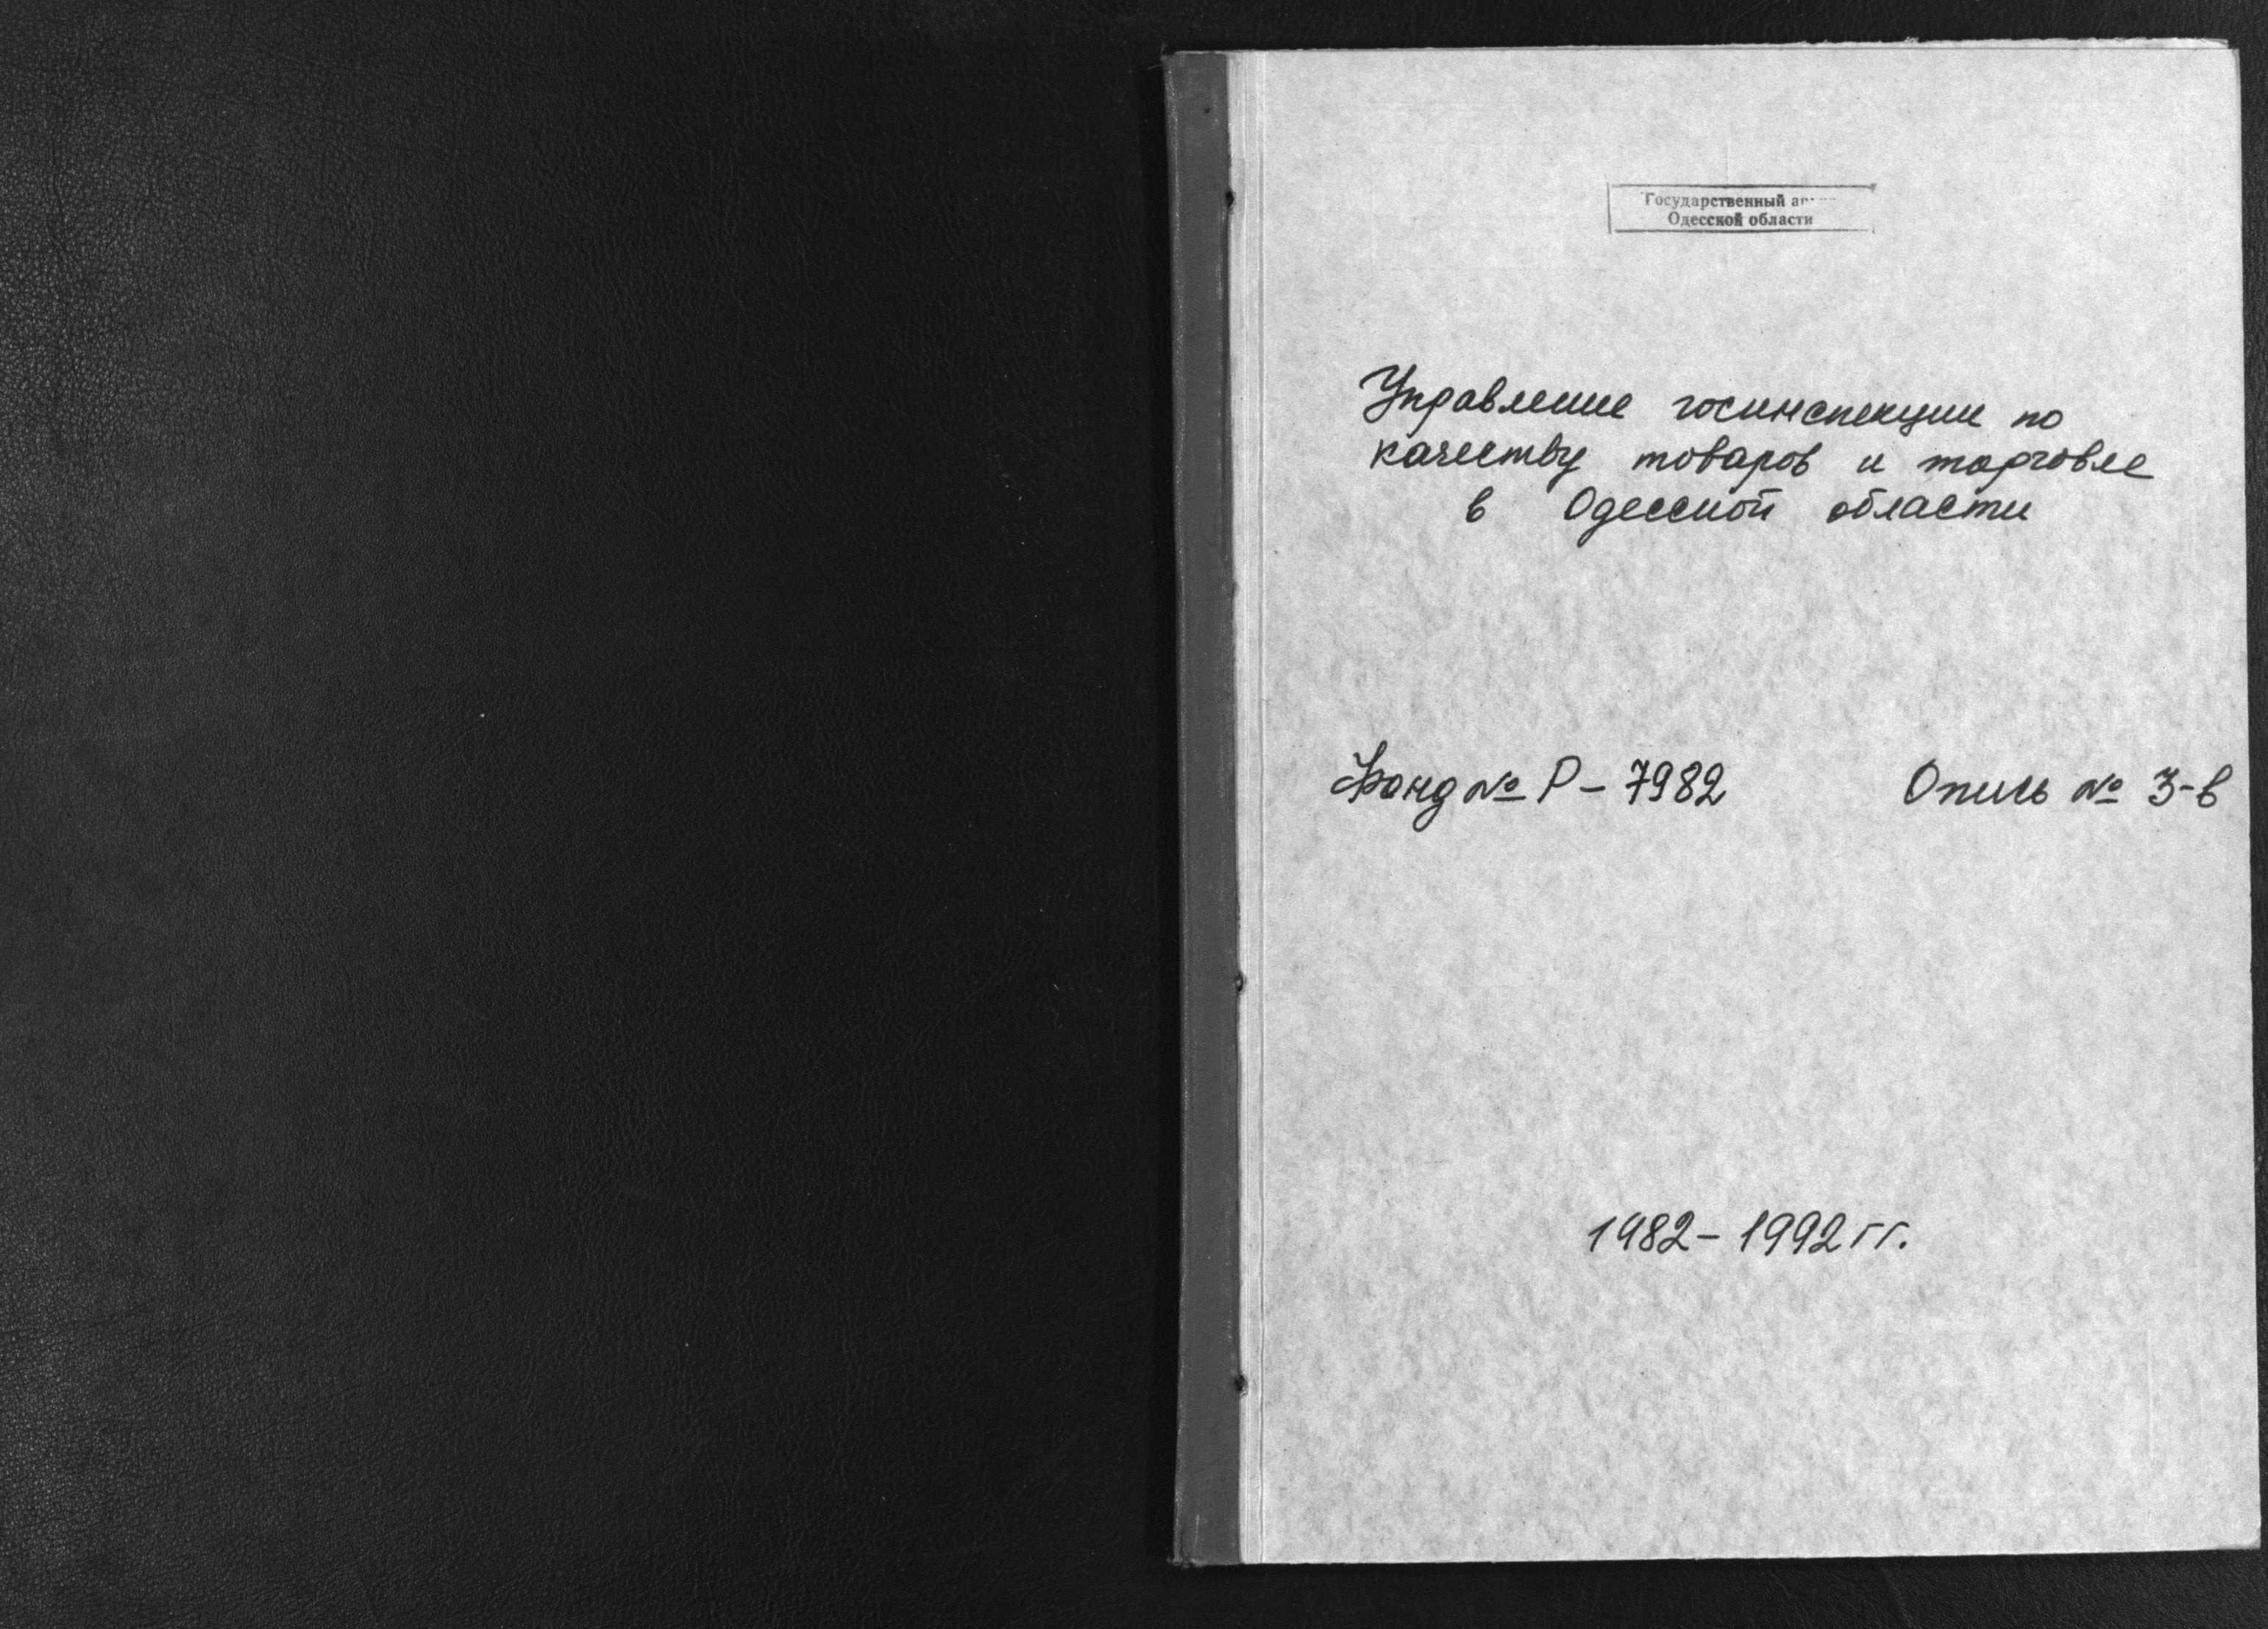 Государственный
Одесской области
Управление госинспекции по
качеству товаров и торговле
в Одесской области
Фонд № Р - 7982 Опись № 3-в
1982 - 1992 гг.